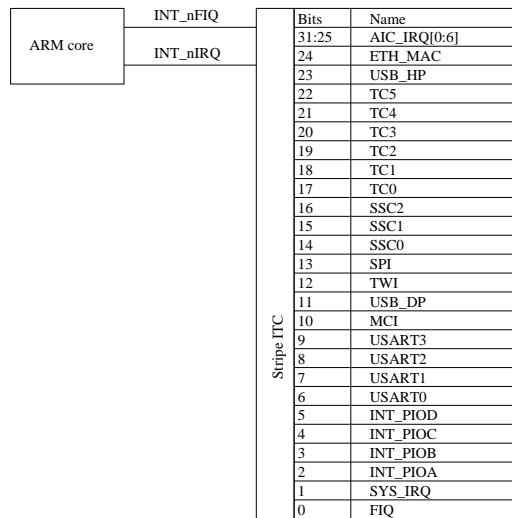 INT_nFIQ
ARM core
INT_nIRQ
Stripe ITC
Bits Name
31:25 AIC_IRQ[0:6]
24 ETH_MAC
23 USB_HP
22 TC5
21 TC4
20 TC3
19 TC2
18 TC1
17 TC0
16 SSC2
15 SSC1
14 SSC0
13 SPI
12 TWI
11 USB_DP
10 MCI
9 USART3
8 USART2
7 USART1
6 USART0
5 INT_PIOD
4 INT_PIOC
3 INT_PIOB
2 INT_PIOA
1 SYS_IRQ
0 FIQ